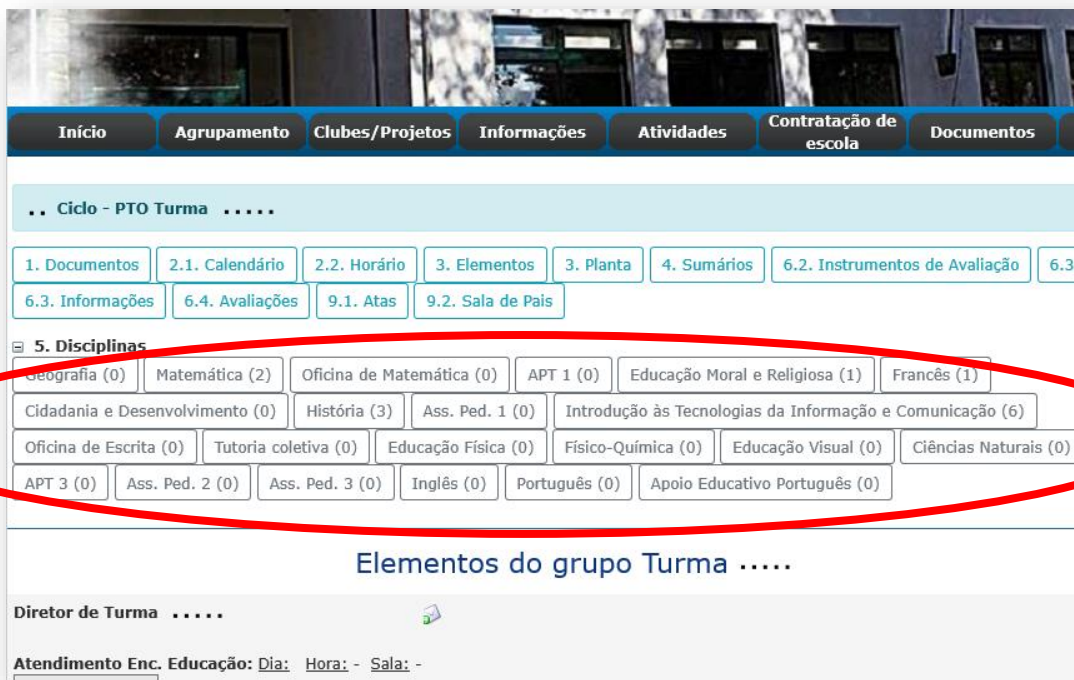 Início Agrupamento Clubes/Projetos Informações Atividades Contratação de escola Documentos
.. Ciclo - PTO Turma .....
1. Documentos 2.1. Calendário 2.2. Horário 3. Elementos 3. Planta 4. Sumários 6.2. Instrumentos de Avaliação 6.3
6.3. Informações 6.4. Avaliações 9.1. Atas 9.2. Sala de Pais
5. Disciplinas
Geografia (0) Matemática (2) Oficina de Matemática (0) APT 1 (0) Educação Moral e Religiosa (1) Francês (1)
Cidadania e Desenvolvimento (0) História (3) Ass. Ped. 1 (0) Introdução às Tecnologias da Informação e Comunicação (6)
Oficina de Escrita (0) Tutoria coletiva (0) Educação Física (0) Físico-Química (0) Educação Visual (0) Ciências Naturais (0)
APT 3 (0) Ass. Ped. 2 (0) Ass. Ped. 3 (0) Inglês (0) Português (0) Apoio Educativo Português (0)
Elementos do grupo Turma .....
Diretor de Turma .....
Atendimento Enc. Educação: Dia: Hora: - Sala: -